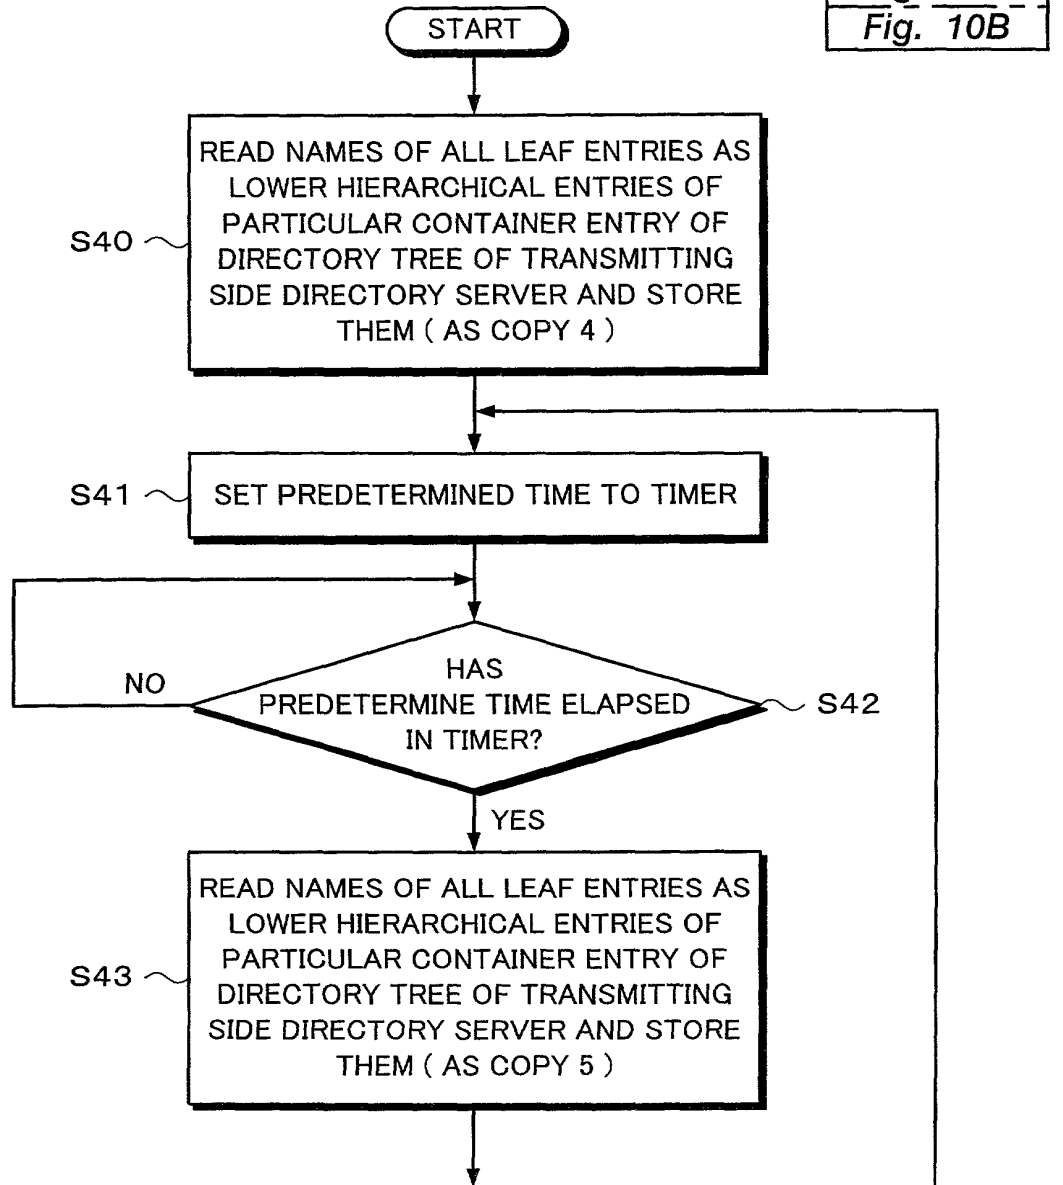 START
Fig. 10B
READ NAMES OF ALL LEAF ENTRIES AS
LOWER HIERARCHICAL ENTRIES OF
PARTICULAR CONTAINER ENTRY OF
S40
DIRECTORY TREE OF TRANSMITTING
SIDE DIRECTORY SERVER AND STORE
THEM ( AS COPY 4 )
S41
SET PREDETERMINED TIME TO TIMER
HAS
NO
PREDETERMINE TIME ELAPSED
S42
IN TIMER?
YES
READ NAMES OF ALL LEAF ENTRIES AS
LOWER HIERARCHICAL ENTRIES OF
PARTICULAR CONTAINER ENTRY OF
S43
DIRECTORY TREE OF TRANSMITTING
SIDE DIRECTORY SERVER AND STORE
THEM ( AS COPY 5 )